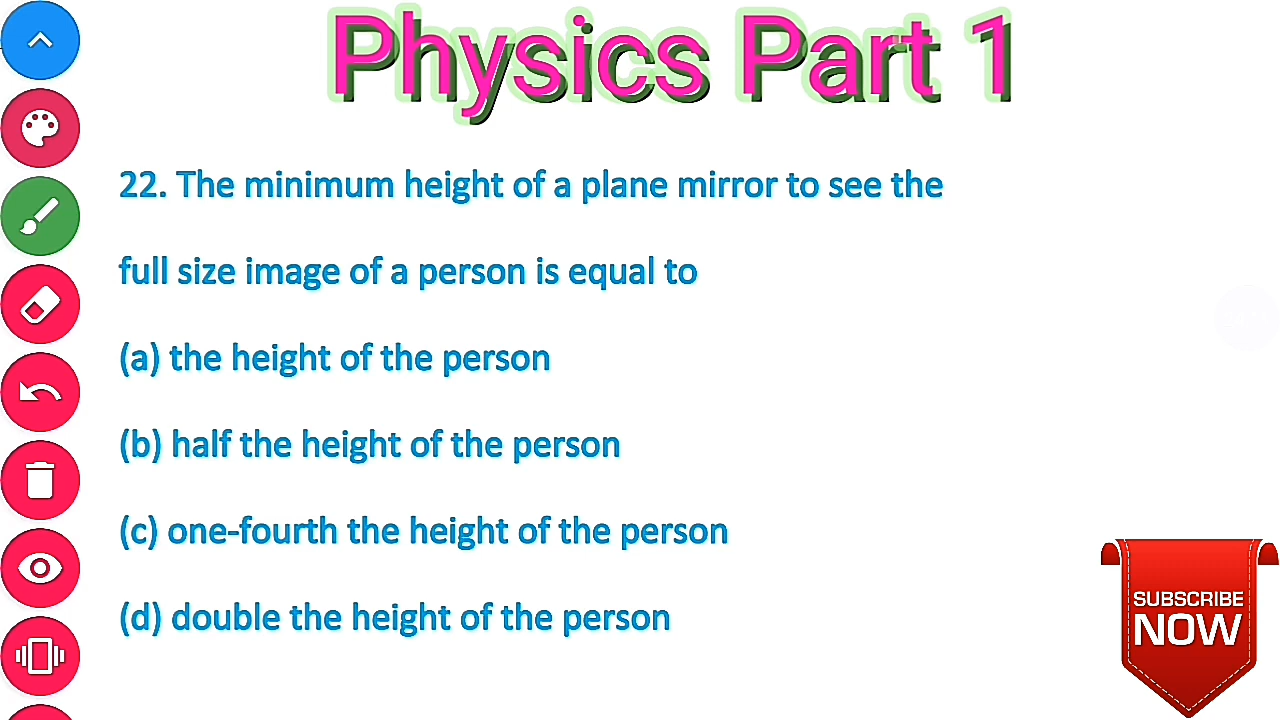 Physics Part 1
22. The minimum height of a plane mirror to see the
full size image of a person is equal to
(a) the height of the person
(b) half the height of the person
(c) one-fourth the height of the person
(d) double the height of the person
SUBSCRIBE
NOW